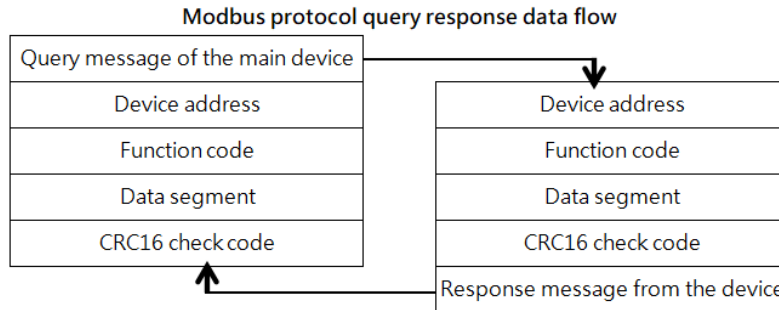 Modbus protocol query response data flow
Query message of the main device
Device address
Function code
Data segment
CRC16 check code
Device address
Function code
Data segment
CRC16 check code
Response message from the device